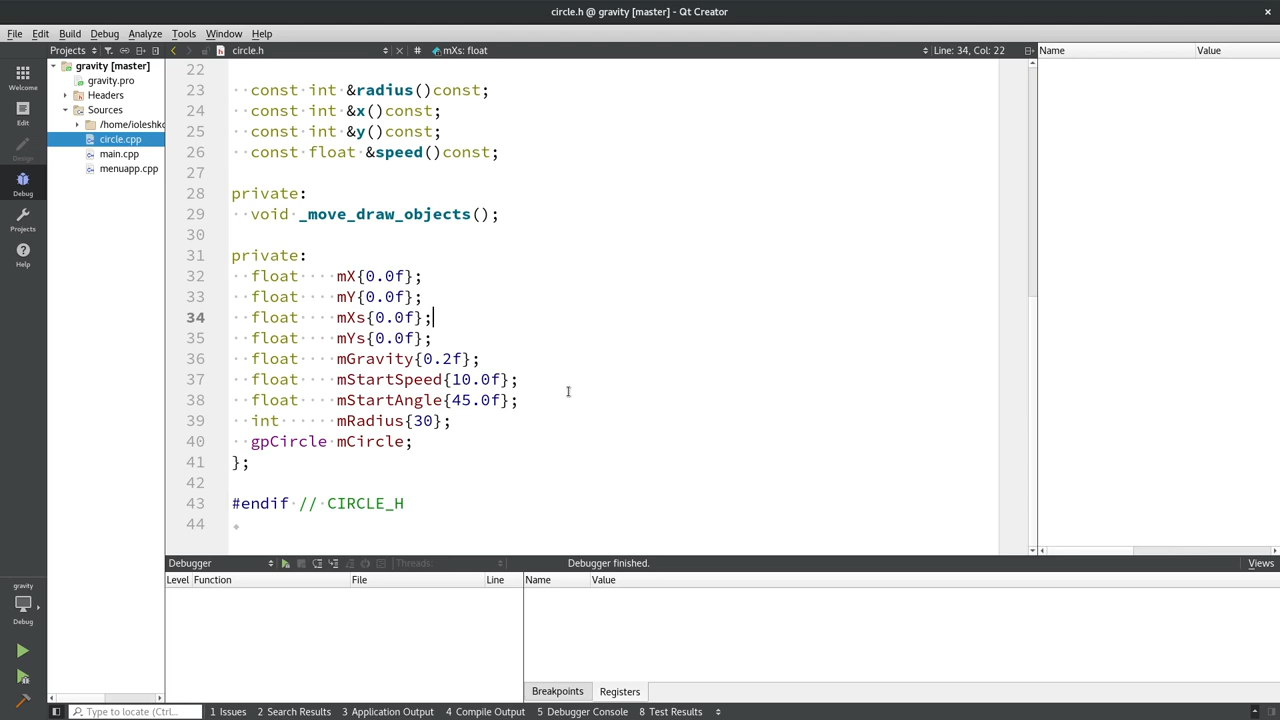 circle.h @ gravity [master] - Qt Creator
File Edit Build Debug Analyze Tools Window Help
Projects
circle.h
#
mXs: float
Line: 34, Col: 22
Name Value
Welcome
Edit
Design
Debug
Projects
Help
gravity [master]
gravity.pro
Headers
Sources
/home/ioleshko
circle.cpp
main.cpp
menuapp.cpp
22
23 const int &radius()const;
24 const int &x()const;
25 const int &y()const;
26 const float &speed()const;
27
28 private:
29 void _move_draw_objects();
30
31 private:
32 float mX{0.0f};
33 float mY{0.0f};
34 float mXs{0.0f};
35 float mYs{0.0f};
36 float mGravity{0.2f};
37 float mStartSpeed{10.0f};
38 float mStartAngle{45.0f};
39 int mRadius{30};
40 gpCircle mCircle;
41 };
42
43 #endif // CIRCLE_H
44
Debugger
Threads:
Debugger finished.
Views
Level Function File Line Name Value
gravity
Debug
Breakpoints Registers
Type to locate (Ctrl...
1 Issues 2 Search Results 3 Application Output 4 Compile Output 5 Debugger Console 8 Test Results